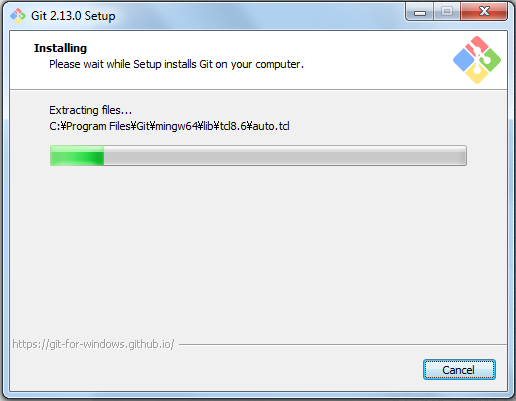 Git 2.13.0 Setup
Installing
Please wait while Setup installs Git on your computer.
Extracting files...
C:¥Program Files¥Git¥mingw64¥lib¥tcl8.6¥auto.tcl
https://git-for-windows.github.io/
Cancel